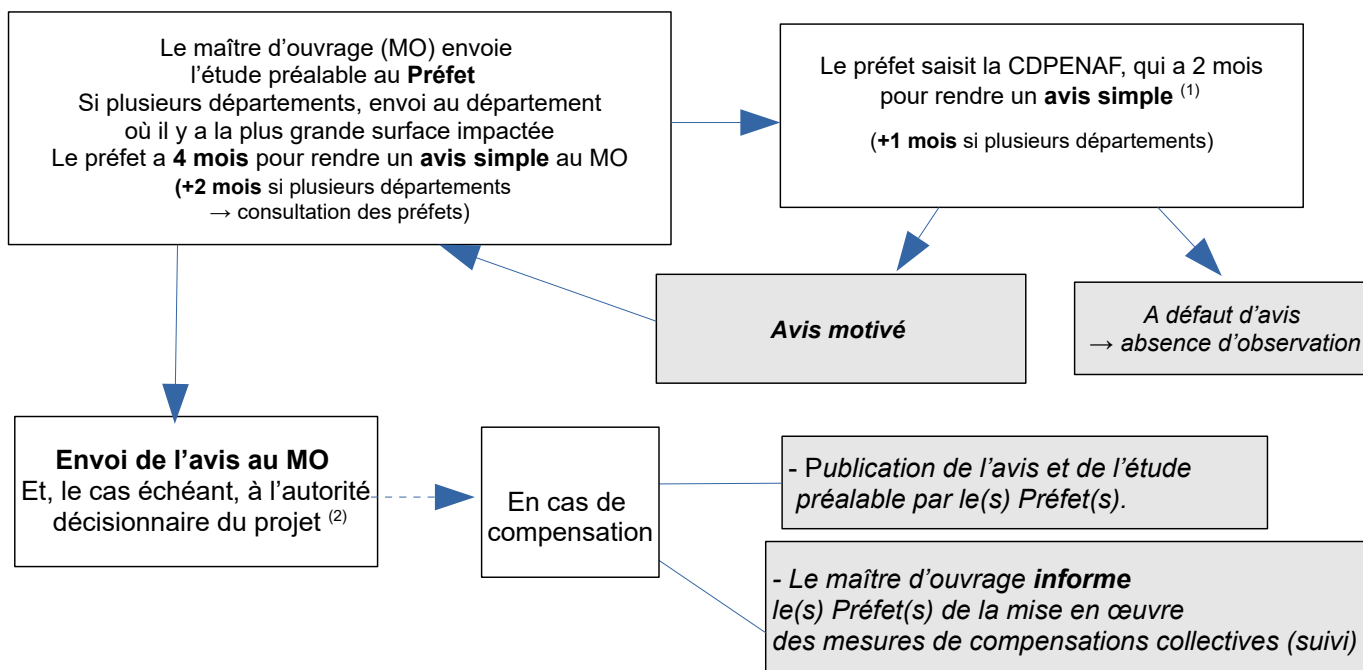 Le maître d’ouvrage (MO) envoie
l’étude préalable au Préfet
Si plusieurs départements, envoi au département
où il y a la plus grande surface impactée
Le préfet a 4 mois pour rendre un avis simple au MO
(+2 mois si plusieurs départements
→ consultation des préfets)
Le préfet saisit la CDPENAF, qui a 2 mois
pour rendre un avis simple (1)
(+1 mois si plusieurs départements)
Avis motivé
A défaut d’avis
→ absence d’observation
Envoi de l’avis au MO
Et, le cas échéant, à l’autorité
décisionnaire du projet (2)
En cas de
compensation
- Publication de l’avis et de l’étude
préalable par le(s) Préfet(s).
- Le maître d’ouvrage informe
le(s) Préfet(s) de la mise en œuvre
des mesures de compensations collectives (suivi)